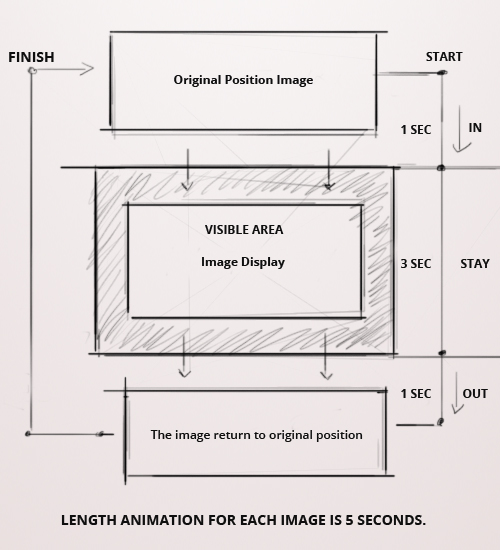 FINISH
START
Original Position Image
1 SEC
IN
VISIBLE AREA
Image Display
3 SEC
STAY
1 SEC
OUT
The image return to original position
LENGTH ANIMATION FOR EACH IMAGE IS 5 SECONDS.